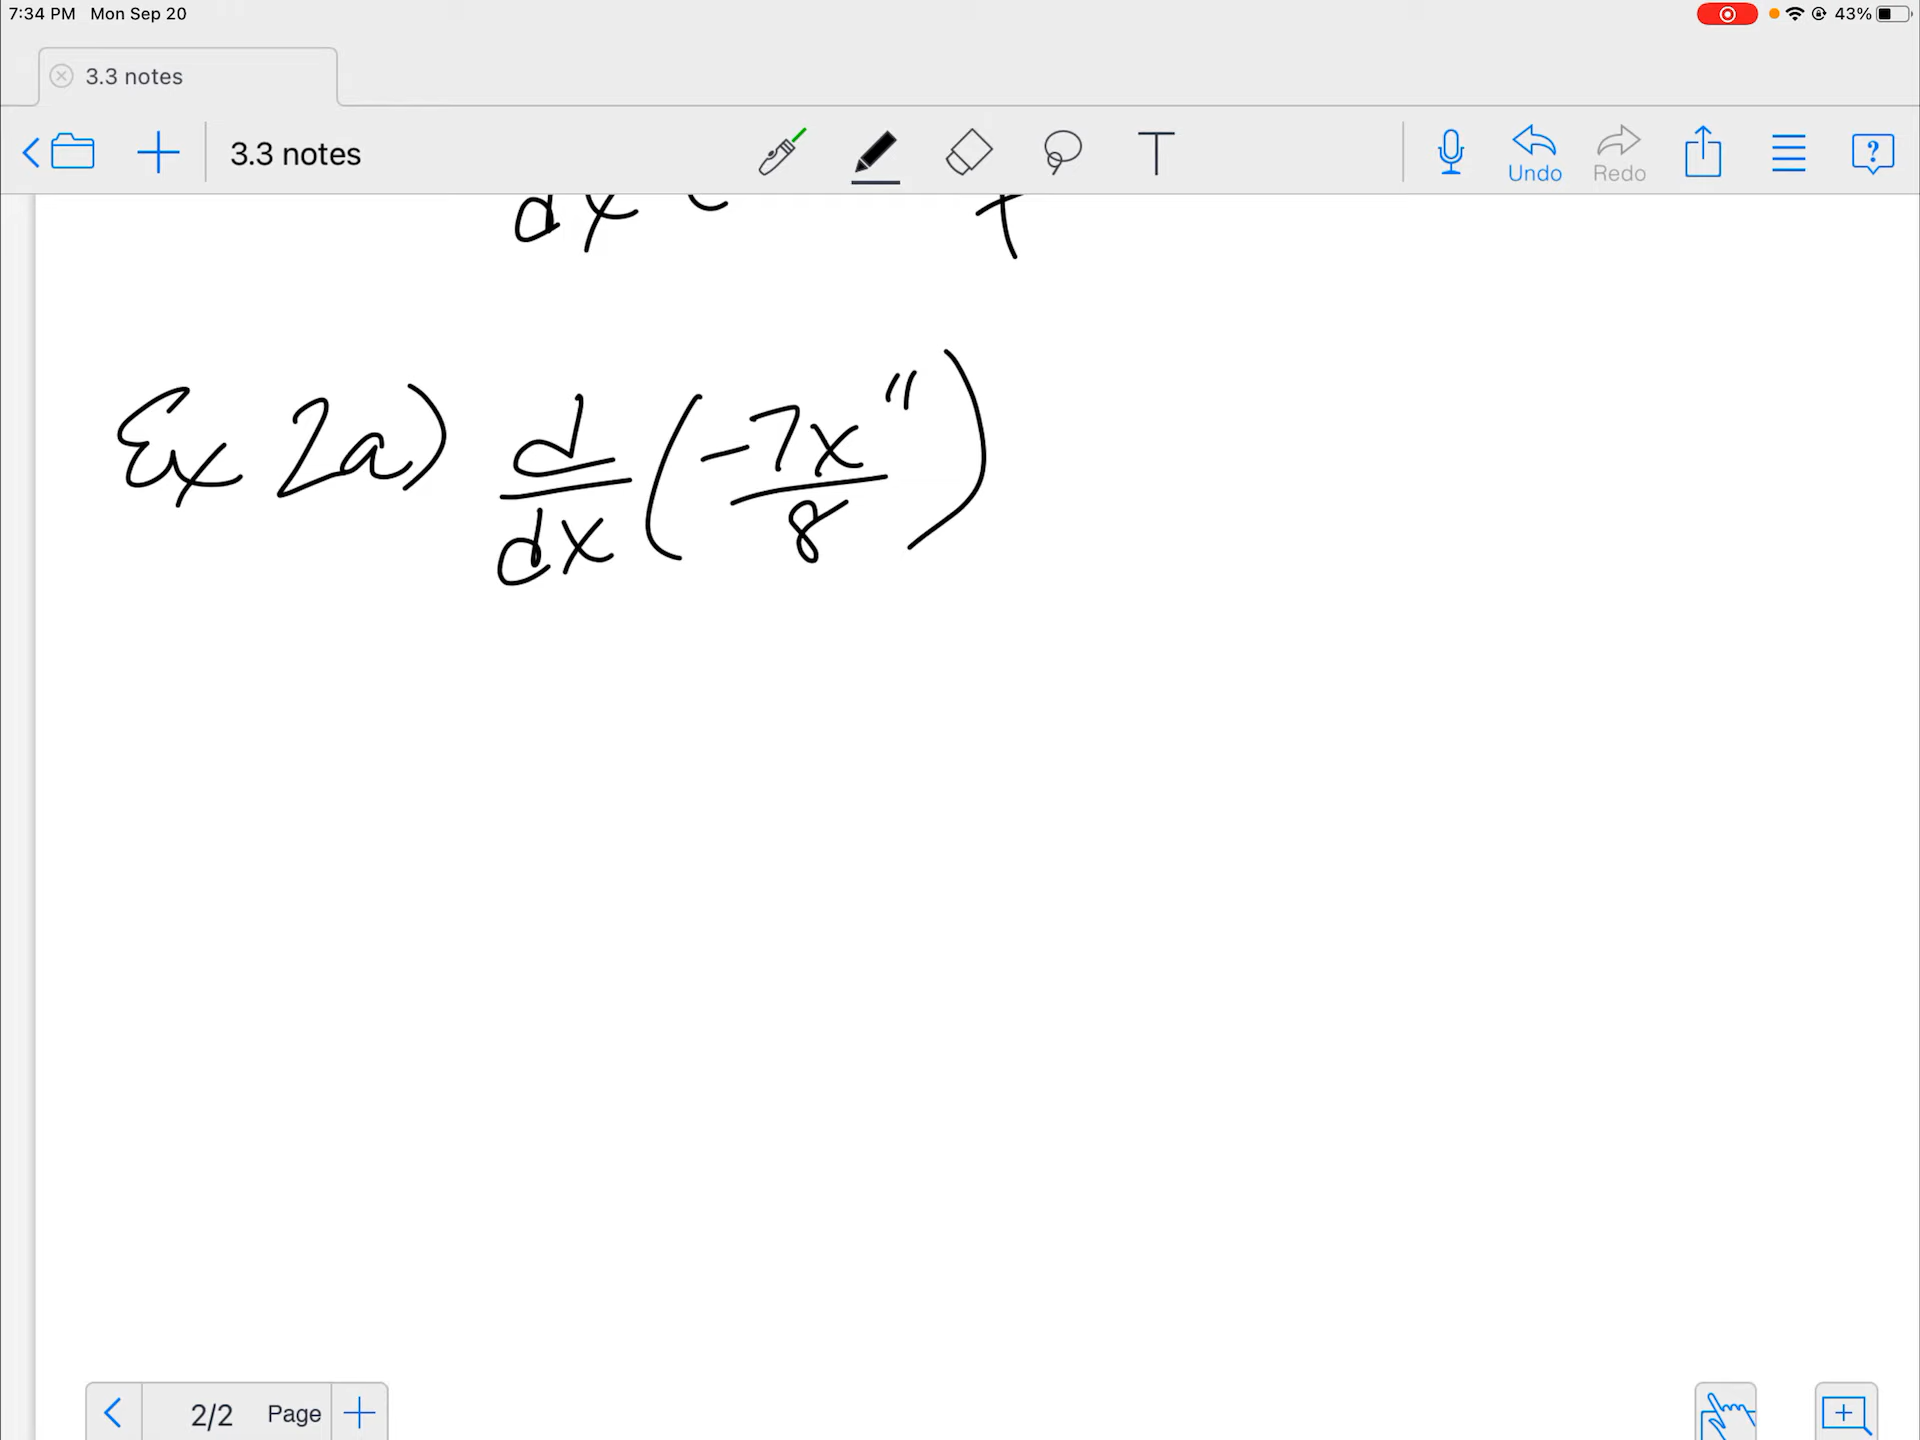 7:34 PM Mon Sep 20 43%
3.3 notes
3.3 notes Undo Redo
dx
Ex 2a) d/dx (-7x^11/8)
2/2 Page